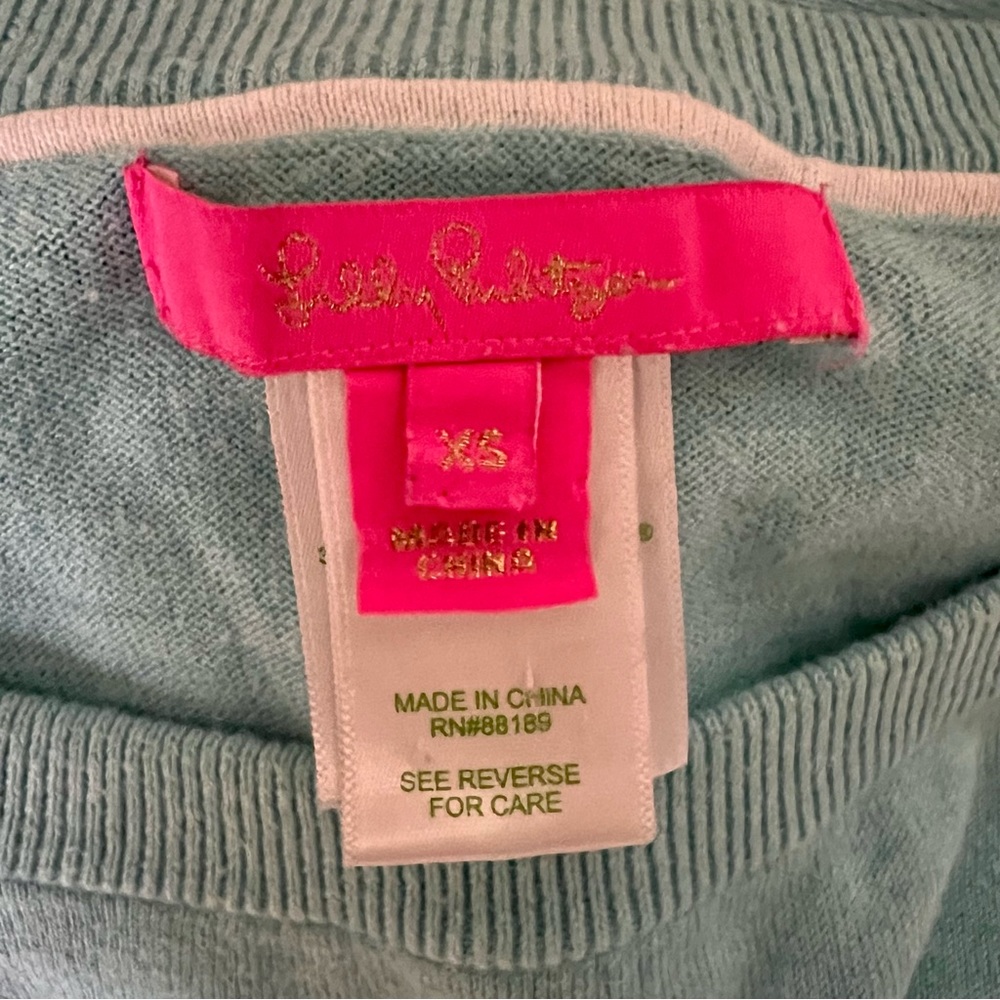 Lilly Pulitzer
XS
MADE IN
CHINA
MADE IN CHINA
RN#88189
SEE REVERSE
FOR CARE